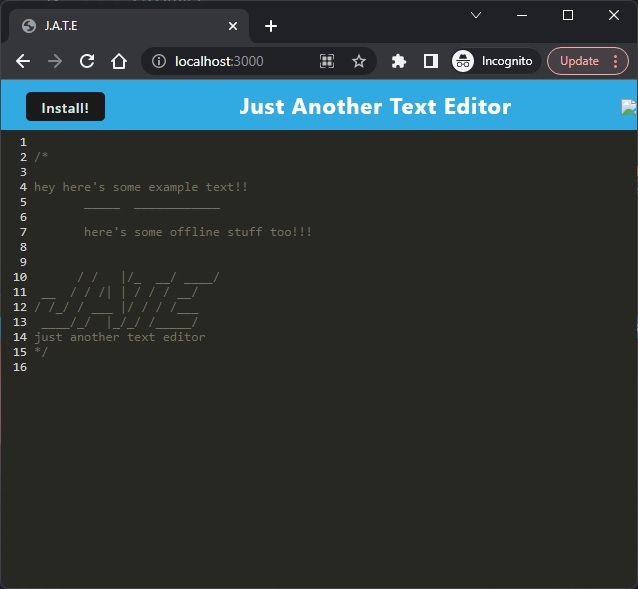 J.A.T.E
localhost:3000
Incognito
Update
Install!
Just Another Text Editor
1
2 /*
3
4 hey here's some example text!!
5        _____  ____________
6
7        here's some offline stuff too!!!
8
9
10       / /   |/_  __/ ____/
11  __  / / /| | / / / __/
12 / /_/ / ___ |/ / / /___
13  ____/_/  |_/_/ /_____/
14 just another text editor
15 */
16